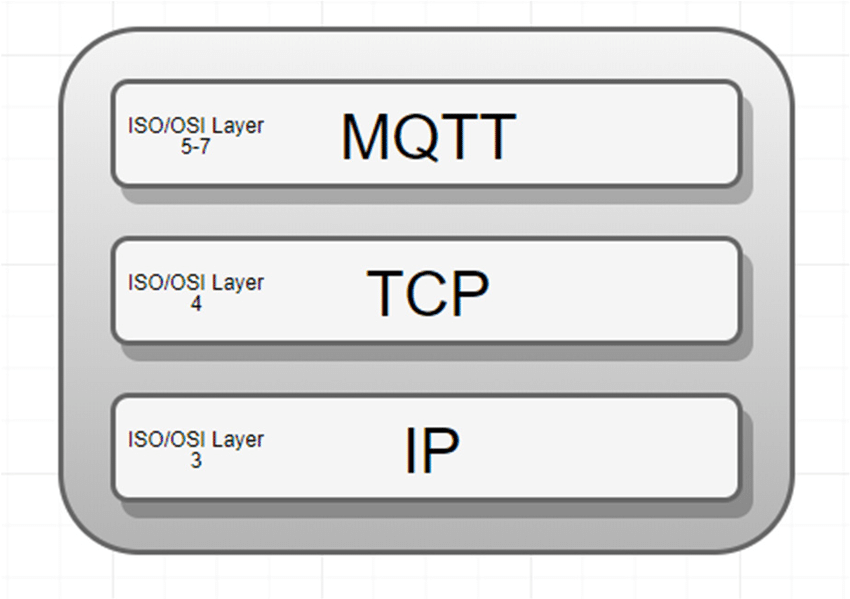 ISO/OSI Layer
5-7
MQTT
ISO/OSI Layer
4
TCP
ISO/OSI Layer
3
IP